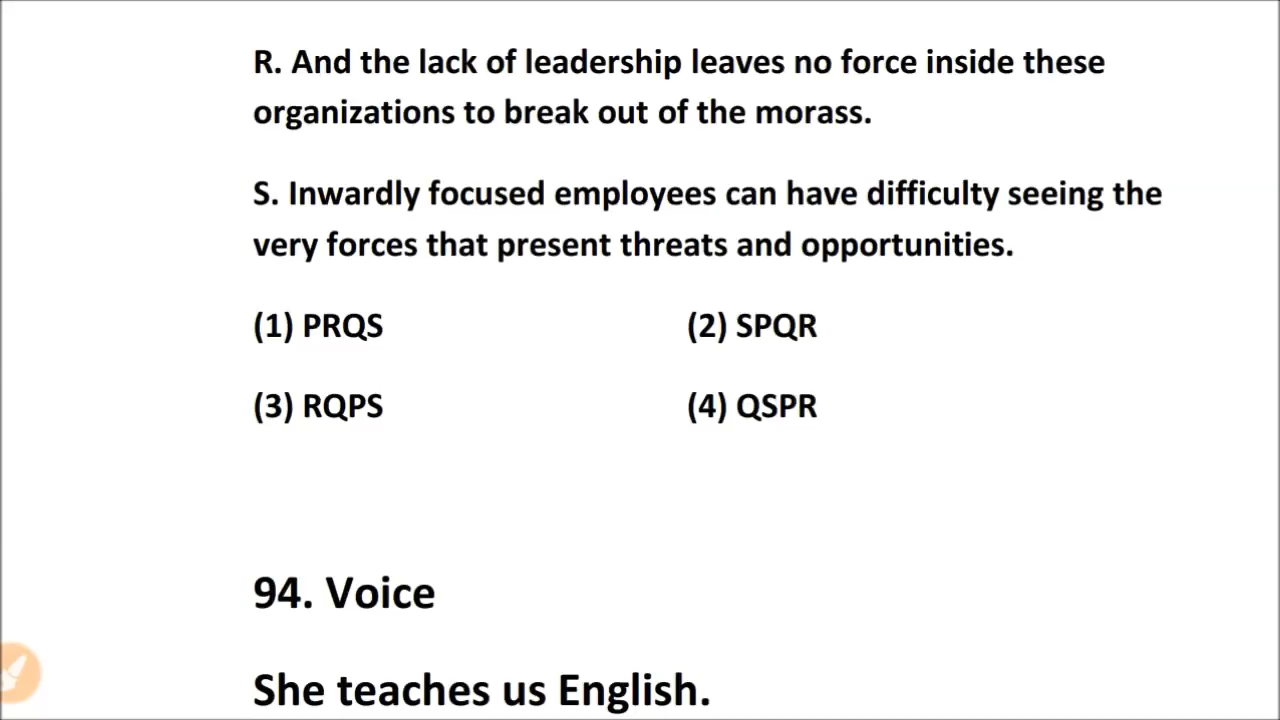 R. And the lack of leadership leaves no force inside these
organizations to break out of the morass.
S. Inwardly focused employees can have difficulty seeing the
very forces that present threats and opportunities.
(1) PRQS (2) SPQR
(3) RQPS (4) QSPR
94. Voice
She teaches us English.